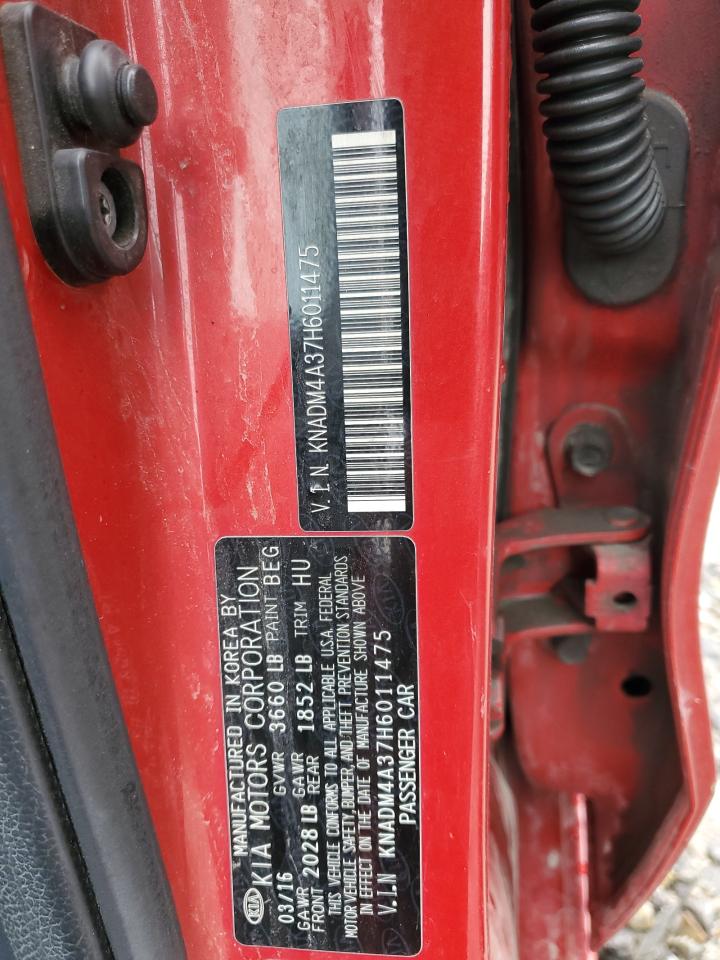 MANUFACTURED IN KOREA BY
KIA KIA MOTORS CORPORATION
03/16 GVWR 3660 LB PAINT BEG
GAWR FRONT 2028 LB GAWR REAR 1852 LB TRIM HU
THIS VEHICLE CONFORMS TO ALL APPLICABLE U.S.A. FEDERAL
MOTOR VEHICLE SAFETY, BUMPER, AND THEFT PREVENTION STANDARDS
IN EFFECT ON THE DATE OF MANUFACTURE SHOWN ABOVE
V.I.N KNADM4A37H6011475
PASSENGER CAR
V.I.N KNADM4A37H6011475